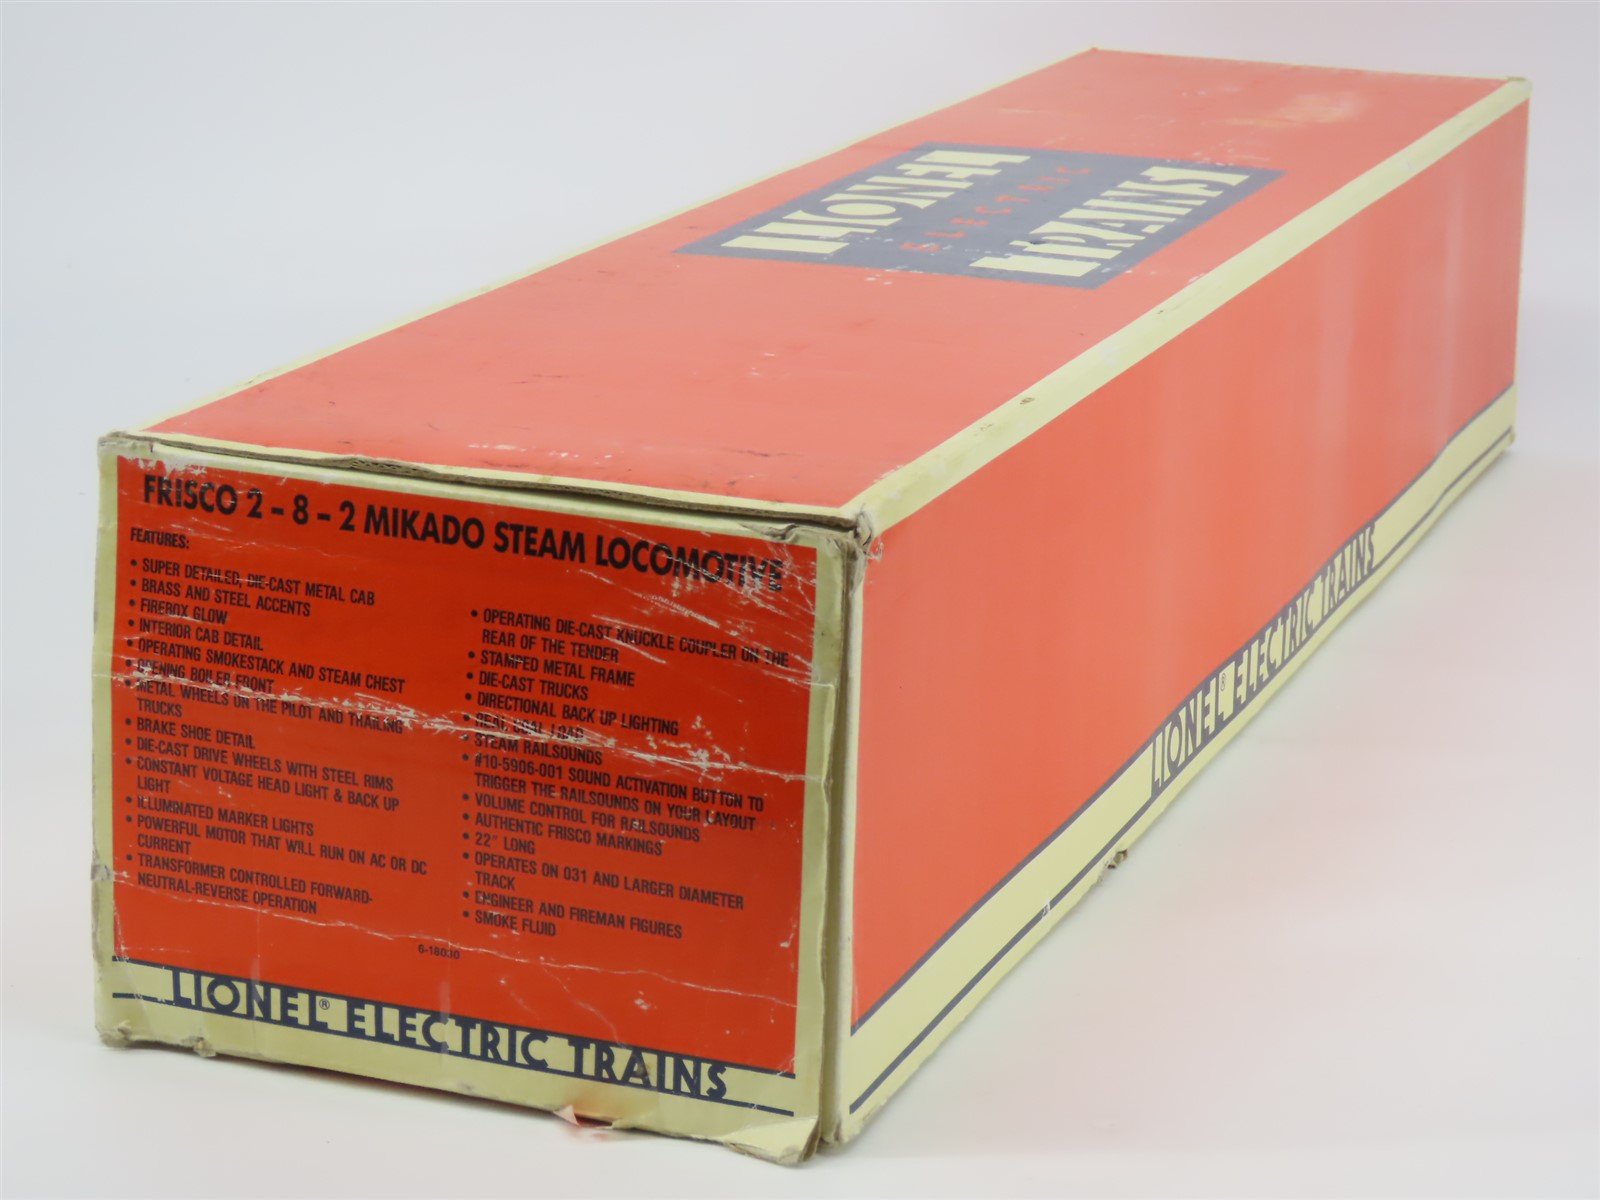 LIONEL
ELECTRIC
TRAINS
FRISCO 2-8-2 MIKADO STEAM LOCOMOTIVE
FEATURES:
• SUPER DETAILED, DIE-CAST METAL CAB
• BRASS AND STEEL ACCENTS
• FIREBOX GLOW
• INTERIOR CAB DETAIL
• OPERATING SMOKESTACK AND STEAM CHEST
• OPENING BOILER FRONT
• METAL WHEELS ON THE PILOT AND TRAILING
TRUCKS
• BRAKE SHOE DETAIL
• DIE-CAST DRIVE WHEELS WITH STEEL RIMS
• CONSTANT VOLTAGE HEAD LIGHT & BACK UP
LIGHT
• ILLUMINATED MARKER LIGHTS
• POWERFUL MOTOR THAT WILL RUN ON AC OR DC
CURRENT
• TRANSFORMER CONTROLLED FORWARD-
NEUTRAL-REVERSE OPERATION
• OPERATING DIE-CAST KNUCKLE COUPLER ON THE
REAR OF THE TENDER
• STAMPED METAL FRAME
• DIE-CAST TRUCKS
• DIRECTIONAL BACK UP LIGHTING
• REAL COAL LOAD
• STEAM RAILSOUNDS
• #10-5906-001 SOUND ACTIVATION BUTTON TO
TRIGGER THE RAILSOUNDS ON YOUR LAYOUT
• VOLUME CONTROL FOR RAILSOUNDS
• AUTHENTIC FRISCO MARKINGS
• 22" LONG
• OPERATES ON 031 AND LARGER DIAMETER
TRACK
• ENGINEER AND FIREMAN FIGURES
• SMOKE FLUID
6-18030
LIONEL® ELECTRIC TRAINS
LIONEL® ELECTRIC TRAINS